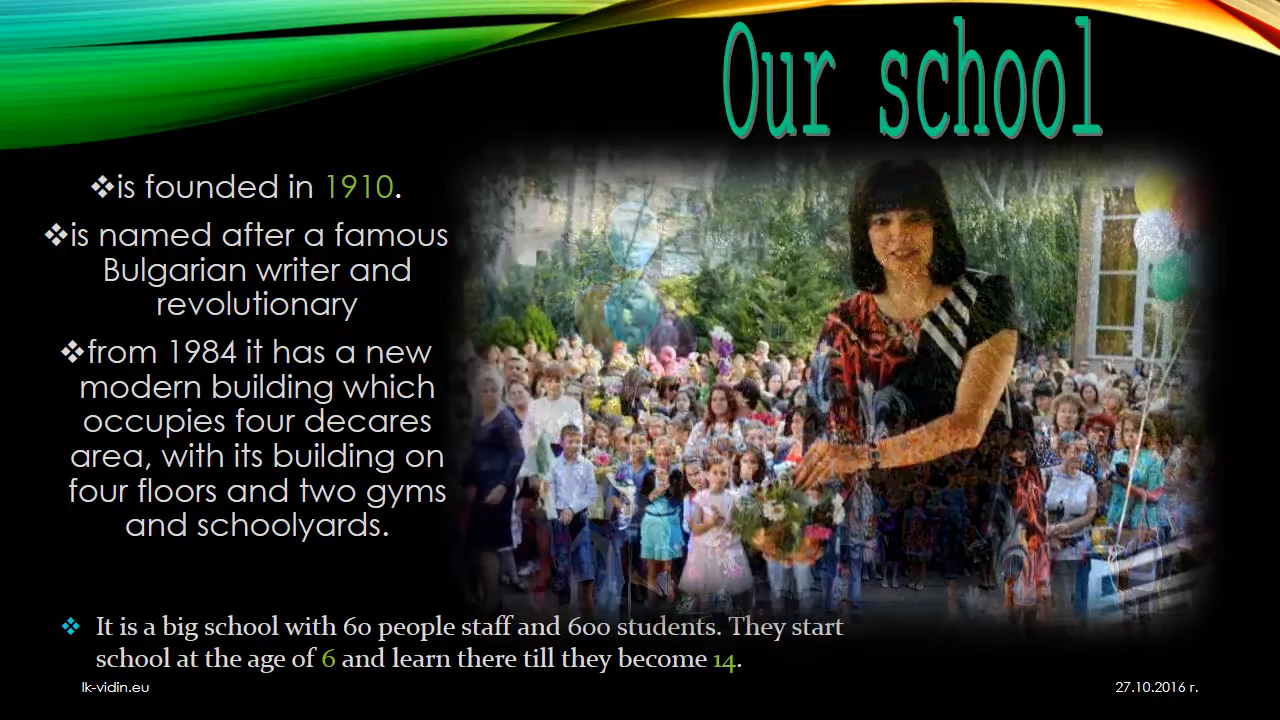 Our school
❖is founded in 1910.
❖is named after a famous
Bulgarian writer and
revolutionary
❖from 1984 it has a new
modern building which
occupies four decares
area, with its building on
four floors and two gyms
and schoolyards.
❖ It is a big school with 60 people staff and 600 students. They start
school at the age of 6 and learn there till they become 14.
lk-vidin.eu
27.10.2016 г.